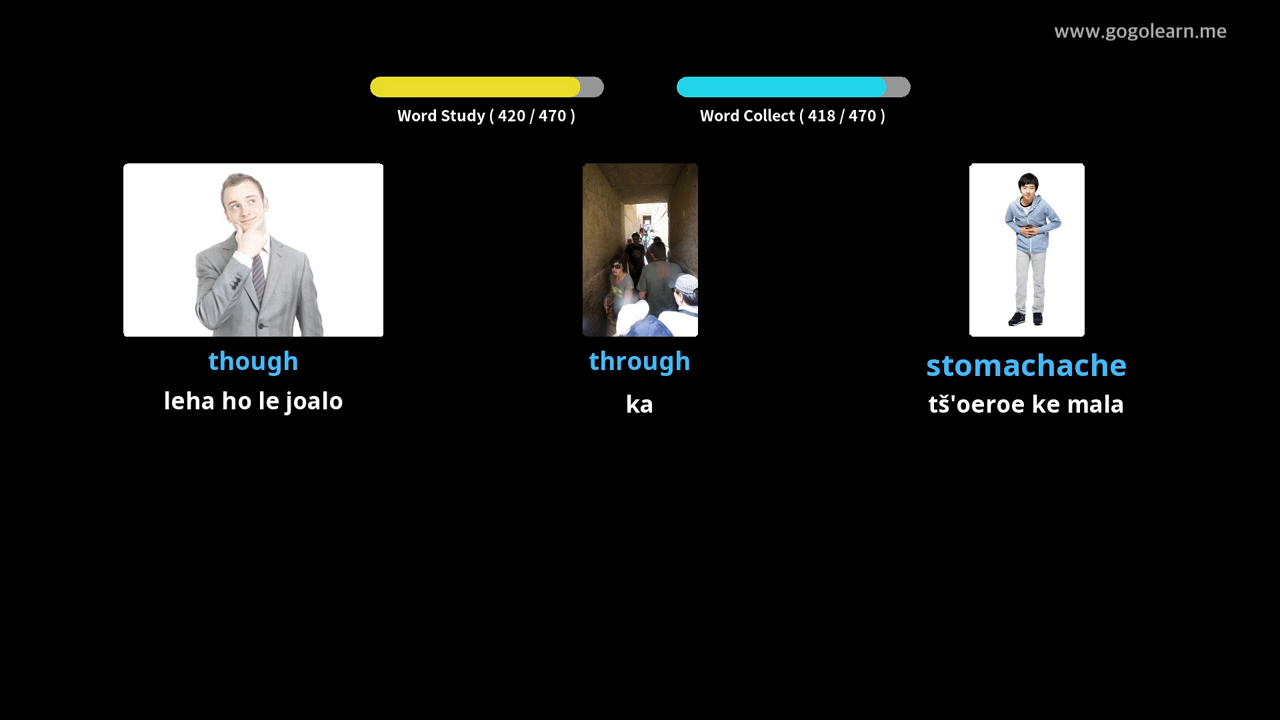 www.gogolearn.me
Word Study ( 420 / 470 )
Word Collect ( 418 / 470 )
though
through
stomachache
leha ho le joalo
ka
tš'oeroe ke mala